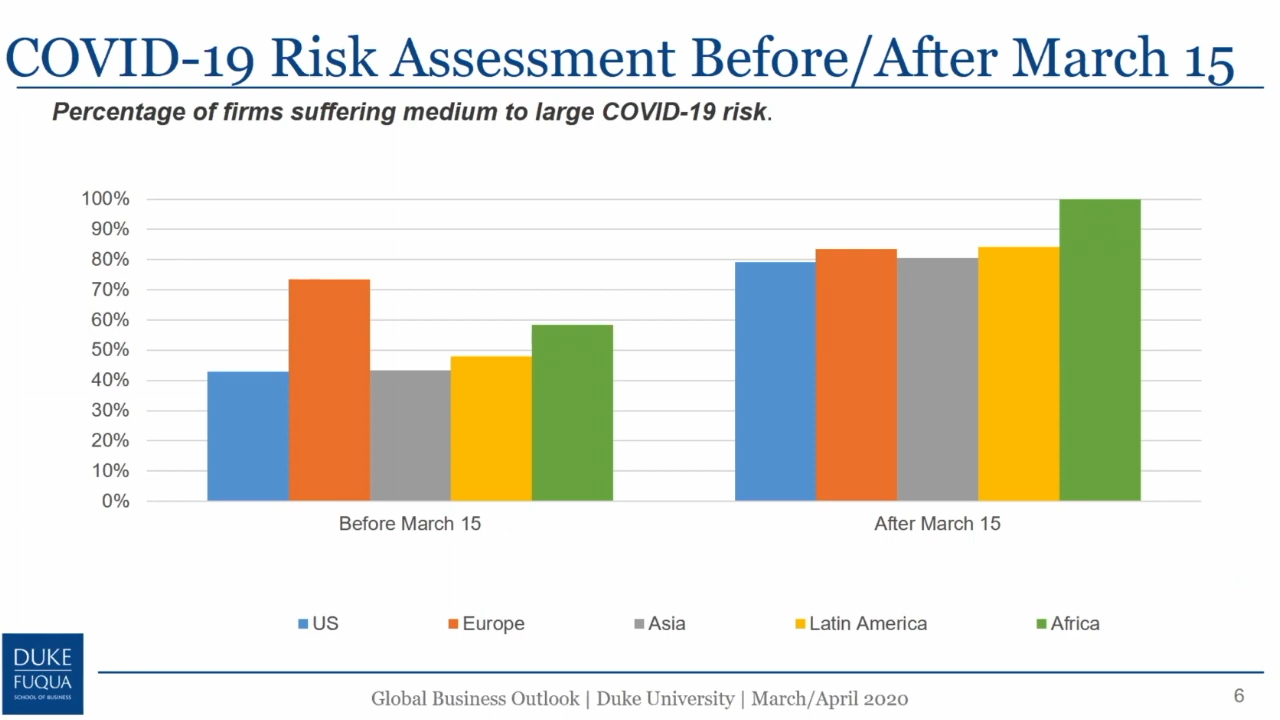 COVID-19 Risk Assessment Before/After March 15
Percentage of firms suffering medium to large COVID-19 risk.
100%
90%
80%
70%
60%
50%
40%
30%
20%
10%
0%
Before March 15
After March 15
US
Europe
Asia
Latin America
Africa
DUKE
FUQUA
SCHOOL OF BUSINESS
Global Business Outlook | Duke University | March/April 2020
6